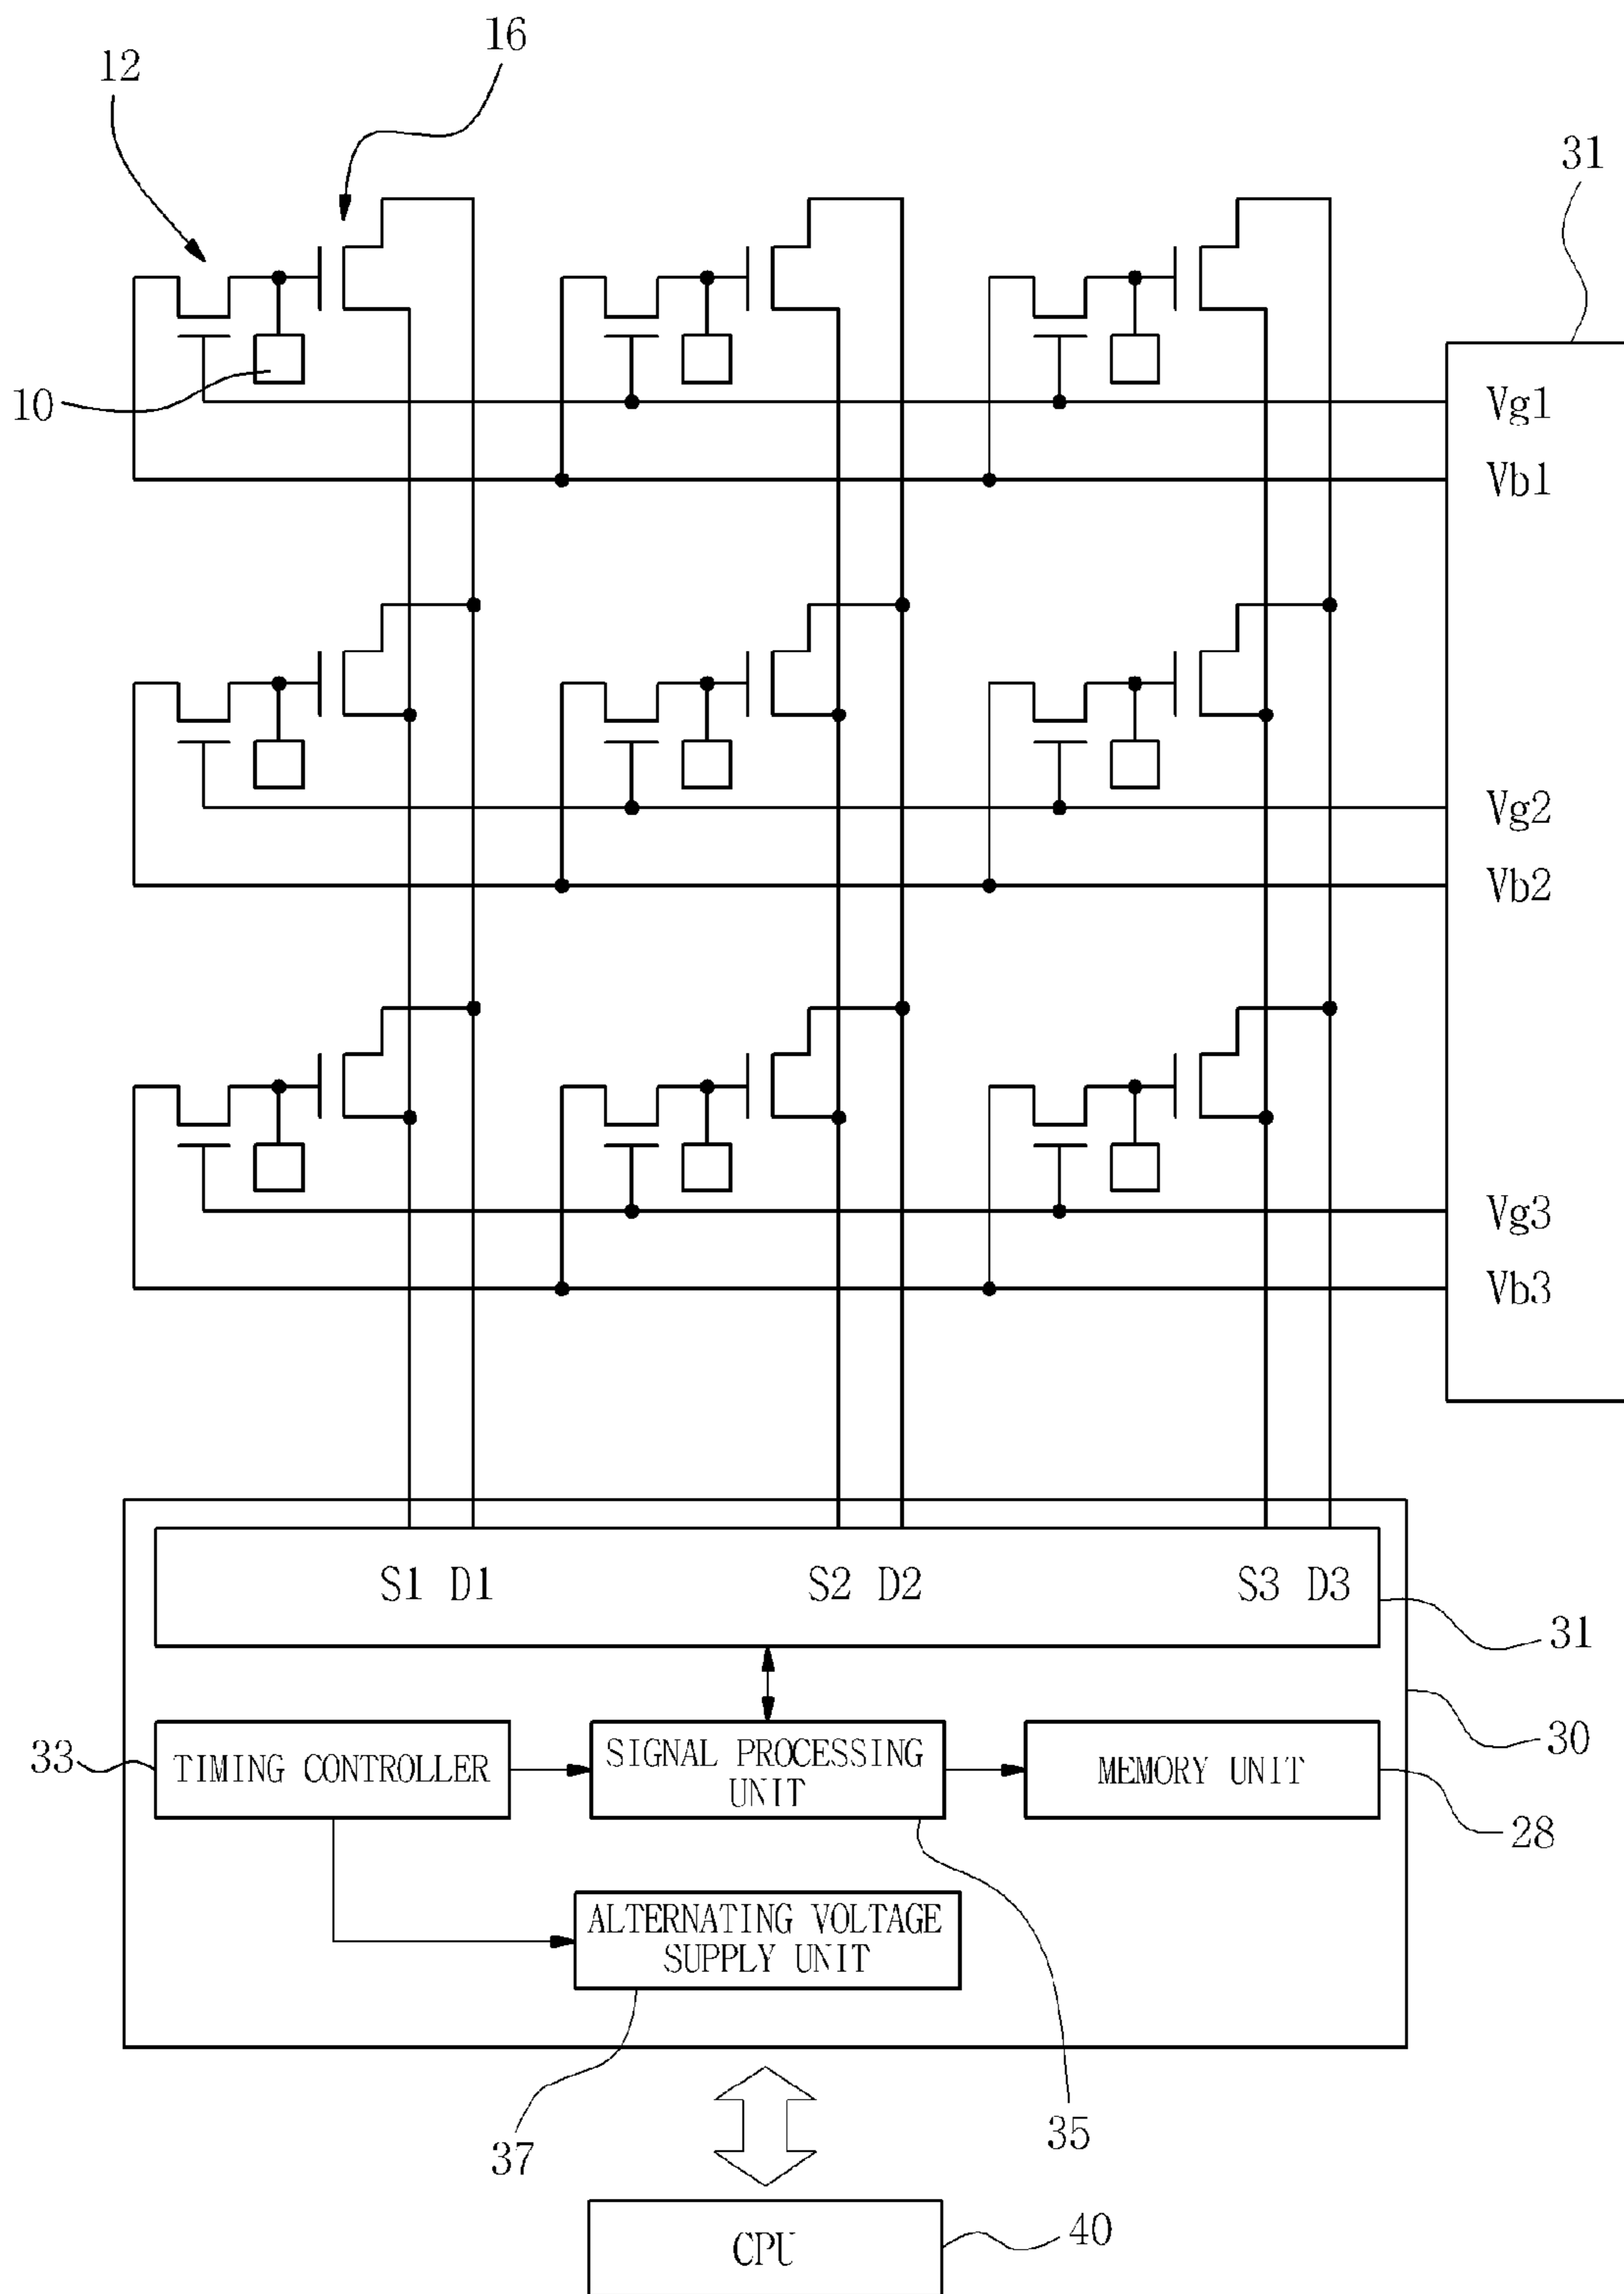 16
12
31
10
Vg1
Vb1
Vg2
Vb2
Vg3
Vb3
S1 D1 S2 D2 S3 D3
31
30
33
TIMING CONTROLLER
SIGNAL PROCESSING
UNIT
MEMORY UNIT
28
ALTERNATING VOLTAGE
SUPPLY UNIT
35
37
CPU
40